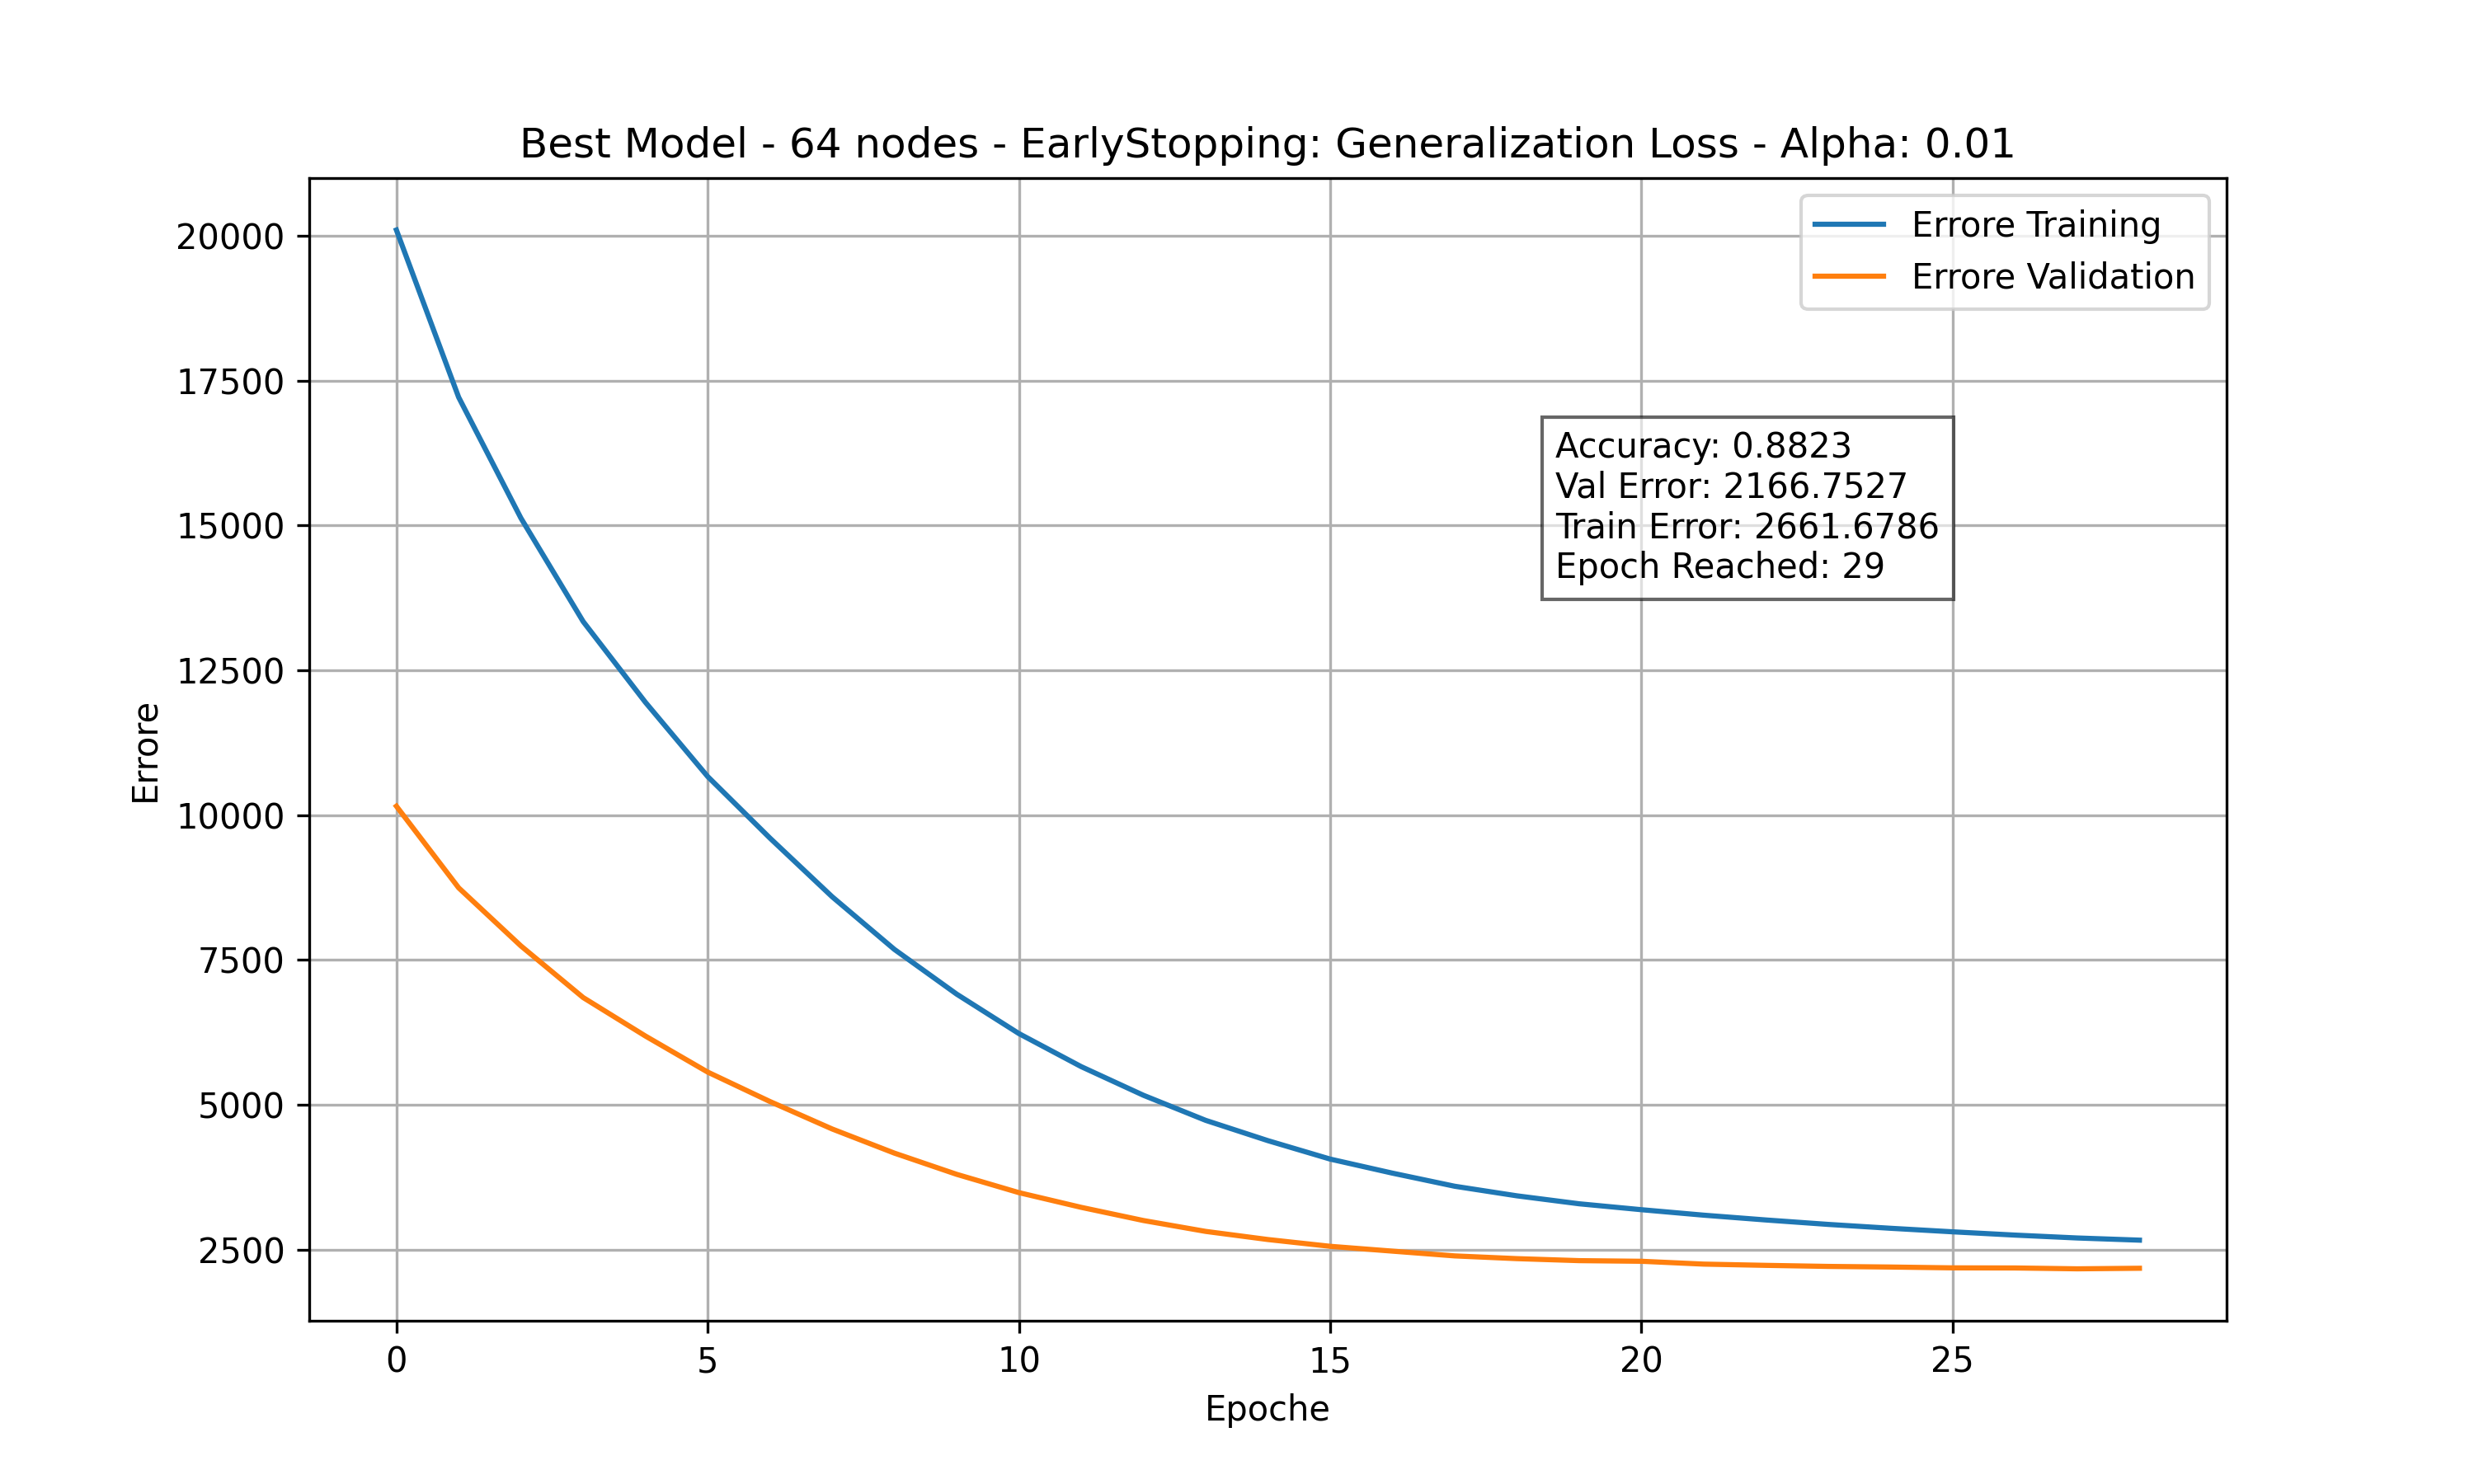 Best Model - 64 nodes - EarlyStopping: Generalization Loss - Alpha: 0.01
Errore Training
Errore Validation
Accuracy: 0.8823
Val Error: 2166.7527
Train Error: 2661.6786
Epoch Reached: 29
Errore
20000
17500
15000
12500
10000
7500
5000
2500
0 5 10 15 20 25
Epoche